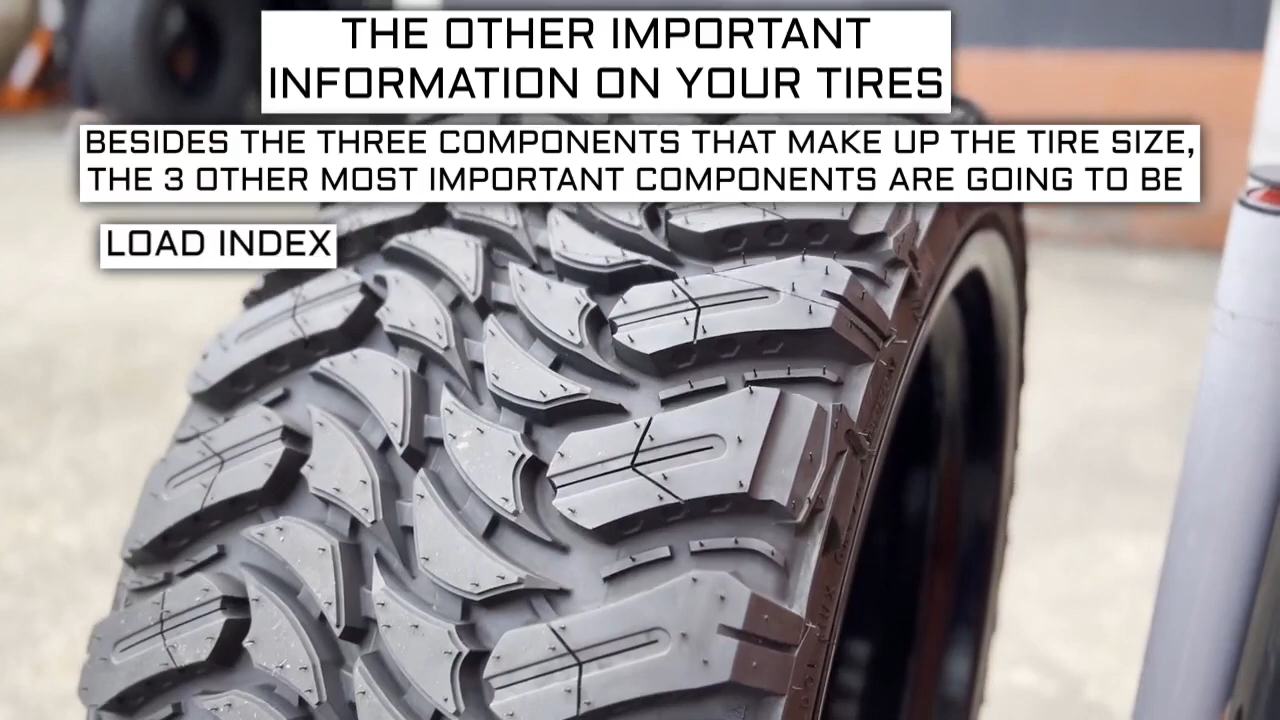 THE OTHER IMPORTANT
INFORMATION ON YOUR TIRES
BESIDES THE THREE COMPONENTS THAT MAKE UP THE TIRE SIZE,
THE 3 OTHER MOST IMPORTANT COMPONENTS ARE GOING TO BE
LOAD INDEX